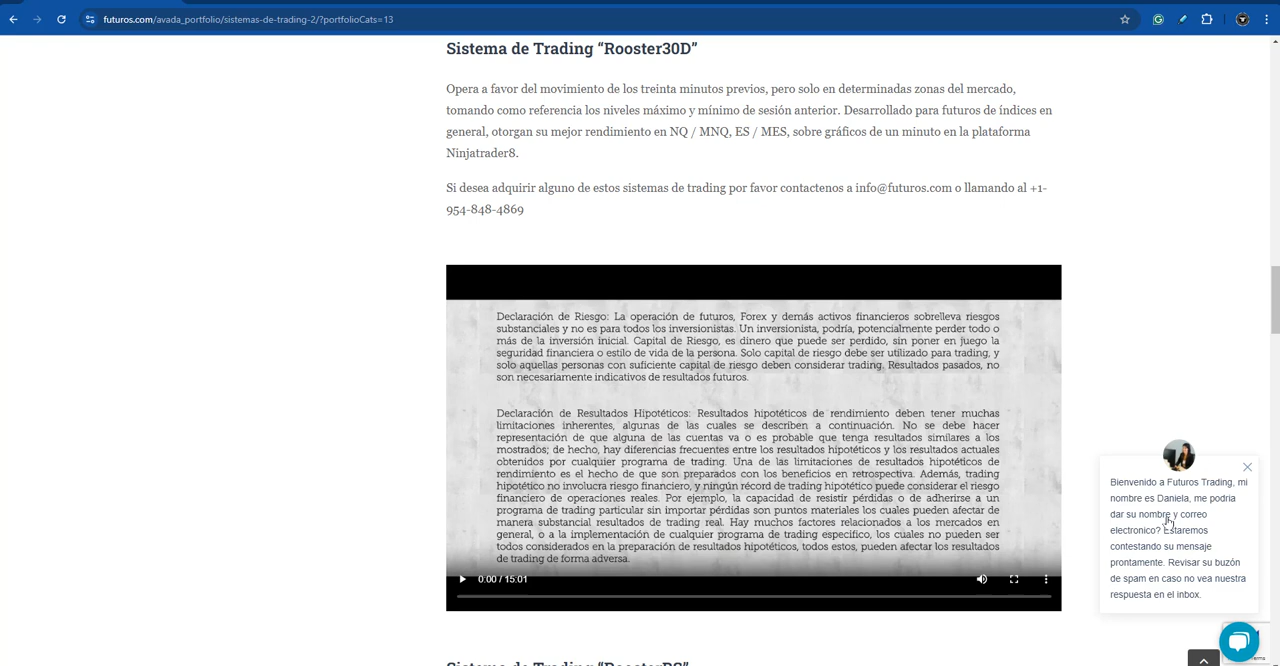 futuros.com/avada_portfolio/sistemas-de-trading-2/?portfolioCats=13
Sistema de Trading “Rooster30D”
Opera a favor del movimiento de los treinta minutos previos, pero solo en determinadas zonas del mercado,
tomando como referencia los niveles máximo y mínimo de sesión anterior. Desarrollado para futuros de índices en
general, otorgan su mejor rendimiento en NQ / MNQ, ES / MES, sobre gráficos de un minuto en la plataforma
Ninjatrader8.
Si desea adquirir alguno de estos sistemas de trading por favor contactenos a info@futuros.com o llamando al +1-
954-848-4869
Declaración de Riesgo: La operación de futuros, Forex y demás activos financieros sobrelleva riesgos
substanciales y no es para todos los inversionistas. Un inversionista, podría, potencialmente perder todo o
más de la inversión inicial. Capital de Riesgo, es dinero que puede ser perdido, sin poner en juego la
seguridad financiera o estilo de vida de la persona. Solo capital de riesgo debe ser utilizado para trading, y
solo aquellas personas con suficiente capital de riesgo deben considerar trading. Resultados pasados, no
son necesariamente indicativos de resultados futuros.
Declaración de Resultados Hipotéticos: Resultados hipotéticos de rendimiento deben tener muchas
limitaciones inherentes, algunas de las cuales se describen a continuación. No se debe hacer
representación de que alguna de las cuentas va o es probable que tenga resultados similares a los
mostrados; de hecho, hay diferencias frecuentes entre los resultados hipotéticos y los resultados actuales
obtenidos por cualquier programa de trading. Una de las limitaciones de resultados hipotéticos de
rendimiento es el hecho de que son preparados con los beneficios en retrospectiva. Además, trading
hipotético no involucra riesgo financiero, y ningún récord de trading hipotético puede considerar el riesgo
financiero de operaciones reales. Por ejemplo, la capacidad de resistir pérdidas o de adherirse a un
programa de trading particular sin importar pérdidas son puntos materiales los cuales pueden afectar de
manera substancial resultados de trading real. Hay muchos factores relacionados a los mercados en
general, o a la implementación de cualquier programa de trading especifico, los cuales no pueden ser
todos considerados en la preparación de resultados hipotéticos, todos estos, pueden afectar los resultados
de trading de forma adversa.
0:00 / 15:01
Bienvenido a Futuros Trading, mi
nombre es Daniela, me podria
dar su nombre y correo
electronico? Estaremos
contestando su mensaje
prontamente. Revisar su buzón
de spam en caso no vea nuestra
respuesta en el inbox.
Sistema de Trading “RoosterRS”